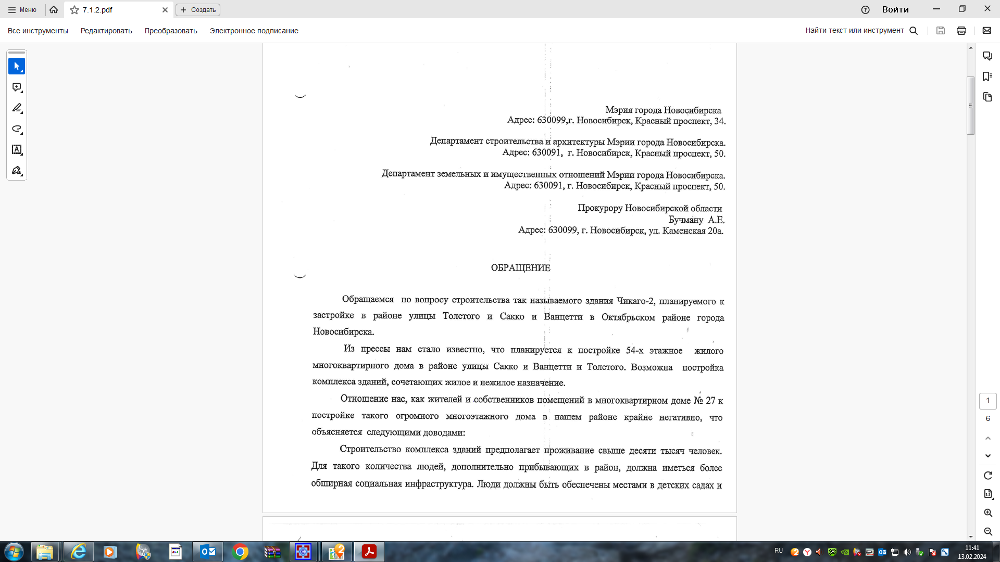 Меню
7.1.2.pdf
Создать
Войти
Все инструменты
Редактировать
Преобразовать
Электронное подписание
Найти текст или инструмент
Мэрия города Новосибирска
Адрес: 630099,г. Новосибирск, Красный проспект, 34.
Департамент строительства и архитектуры Мэрии города Новосибирска.
Адрес: 630091, г. Новосибирск, Красный проспект, 50.
Департамент земельных и имущественных отношений Мэрии города Новосибирска.
Адрес: 630091, г. Новосибирск, Красный проспект, 50.
Прокурору Новосибирской области
Бучману А.Е.
Адрес: 630099, г. Новосибирск, ул. Каменская 20а.
ОБРАЩЕНИЕ
Обращаемся по вопросу строительства так называемого здания Чикаго-2, планируемого к
застройке в районе улицы Толстого и Сакко и Ванцетти в Октябрьском районе города
Новосибирска.
Из прессы нам стало известно, что планируется к постройке 54-х этажное жилого
многоквартирного дома в районе улицы Сакко и Ванцетти и Толстого. Возможна постройка
комплекса зданий, сочетающих жилое и нежилое назначение.
Отношение нас, как жителей и собственников помещений в многоквартирном доме № 27 к
постройке такого огромного многоэтажного дома в нашем районе крайне негативно, что
объясняется следующими доводами:
Строительство комплекса зданий предполагает проживание свыше десяти тысяч человек.
Для такого количества людей, дополнительно прибывающих в район, должна иметься более
обширная социальная инфраструктура. Люди должны быть обеспечены местами в детских садах и
1
6
RU
11:41
13.02.2024